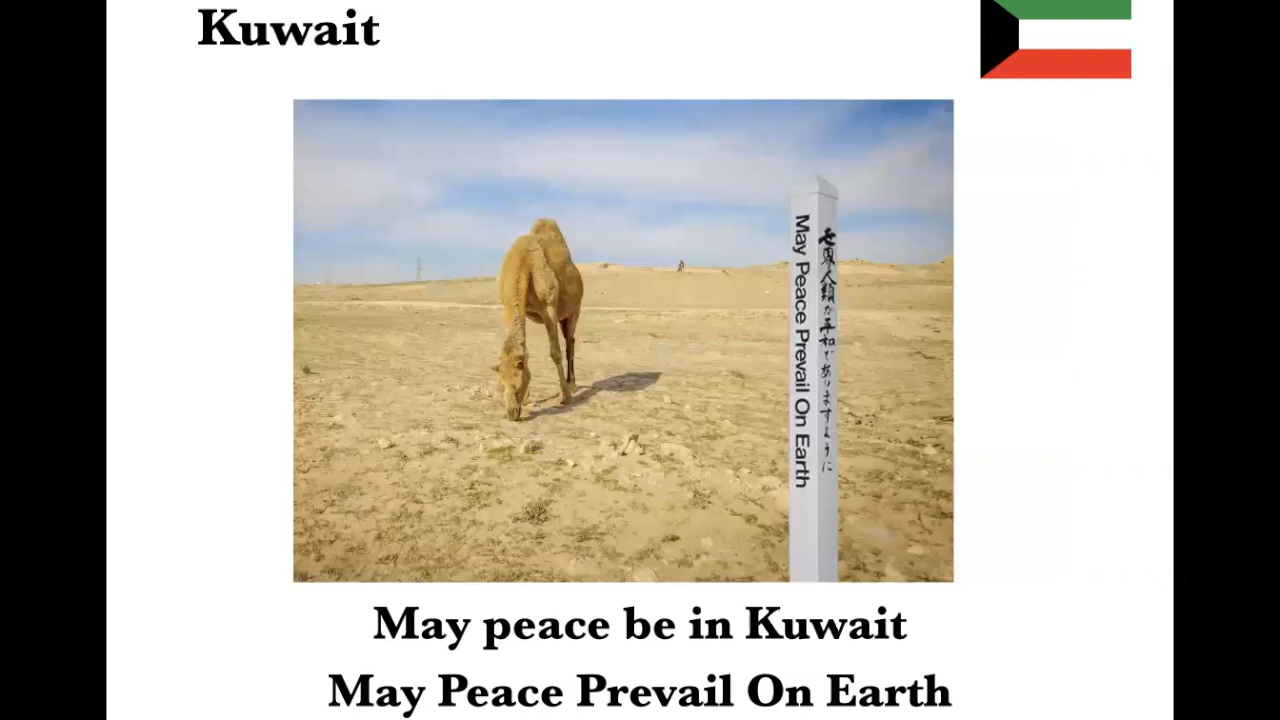 Kuwait
May Peace Prevail On Earth
世界人類が平和でありますように
May peace be in Kuwait
May Peace Prevail On Earth